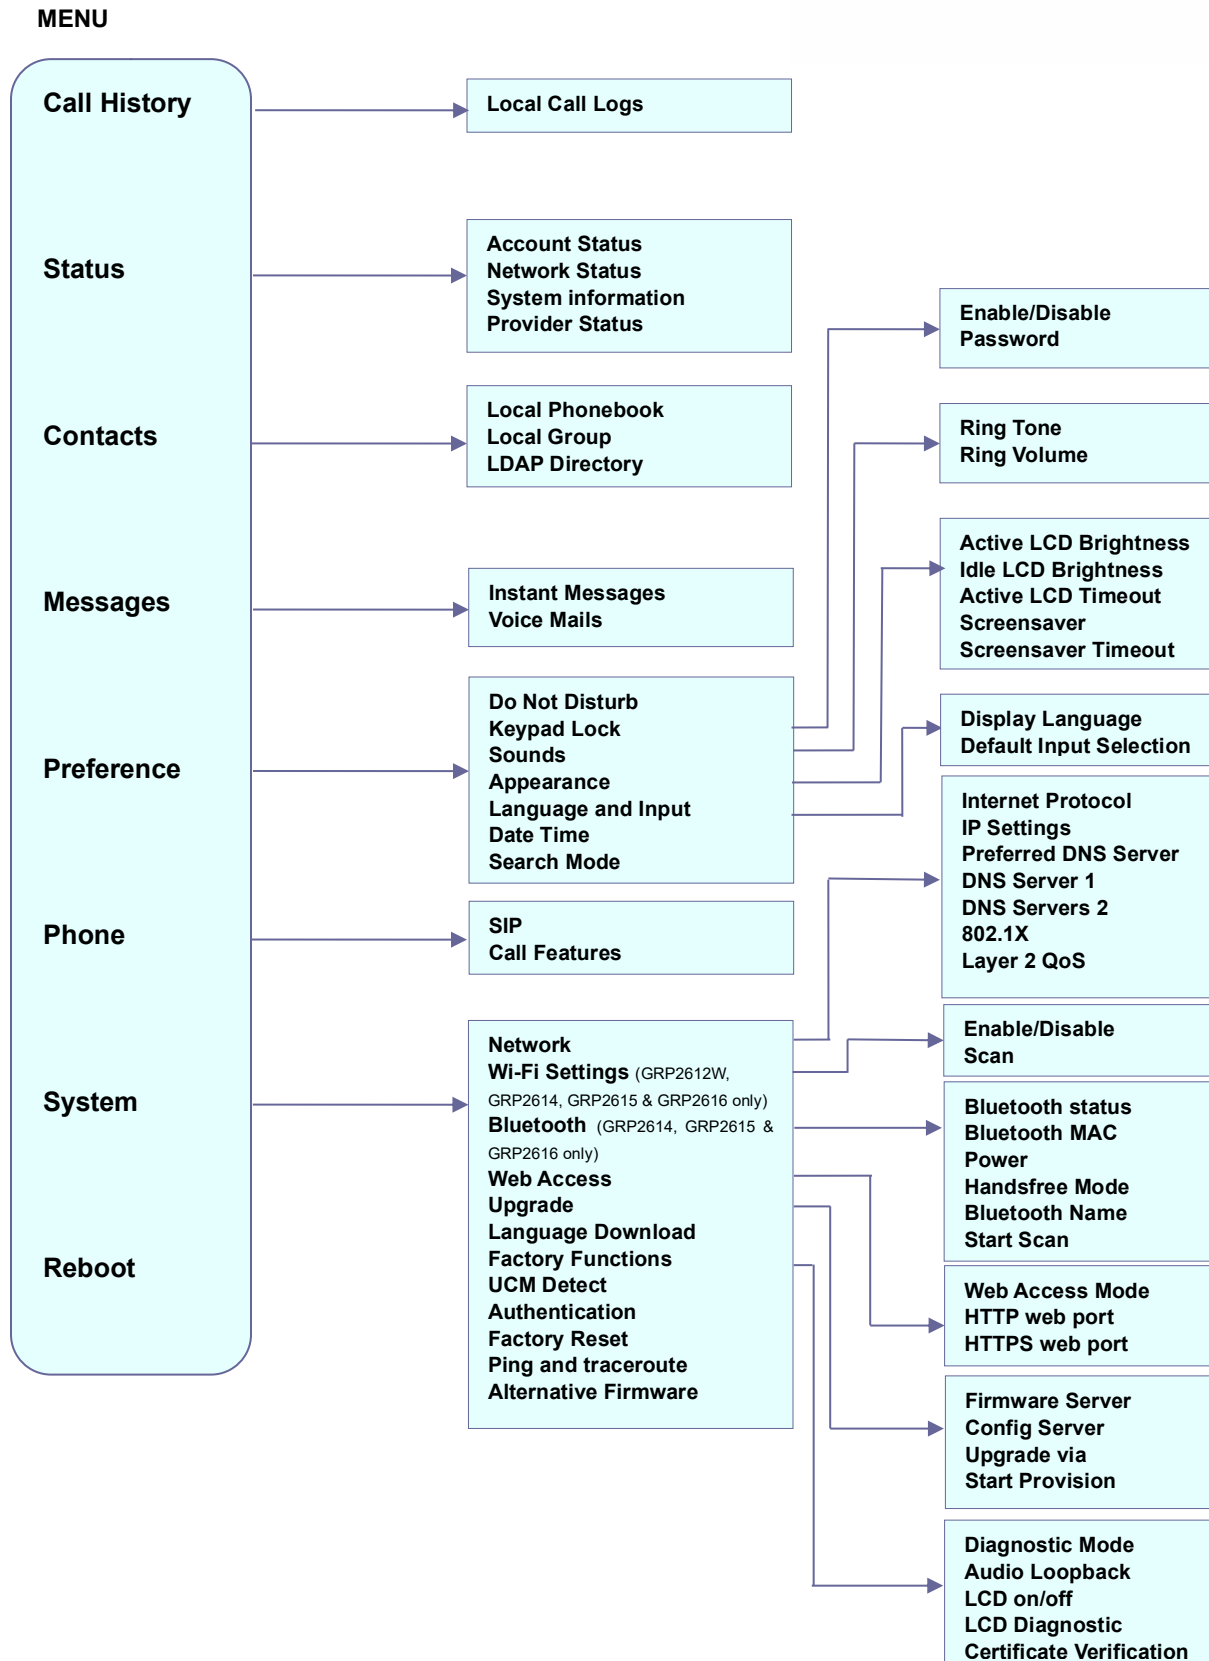 MENU
Call History
Local Call Logs
Status
Account Status
Network Status
System information
Provider Status
Contacts
Local Phonebook
Local Group
LDAP Directory
Messages
Instant Messages
Voice Mails
Preference
Do Not Disturb
Keypad Lock
Sounds
Appearance
Language and Input
Date Time
Search Mode
Enable/Disable
Password
Ring Tone
Ring Volume
Active LCD Brightness
Idle LCD Brightness
Active LCD Timeout
Screensaver
Screensaver Timeout
Display Language
Default Input Selection
Phone
SIP
Call Features
System
Network
Wi-Fi Settings (GRP2612W,
GRP2614, GRP2615 & GRP2616 only)
Bluetooth (GRP2614, GRP2615 &
GRP2616 only)
Web Access
Upgrade
Language Download
Factory Functions
UCM Detect
Authentication
Factory Reset
Ping and traceroute
Alternative Firmware
Internet Protocol
IP Settings
Preferred DNS Server
DNS Server 1
DNS Servers 2
802.1X
Layer 2 QoS
Enable/Disable
Scan
Bluetooth status
Bluetooth MAC
Power
Handsfree Mode
Bluetooth Name
Start Scan
Web Access Mode
HTTP web port
HTTPS web port
Firmware Server
Config Server
Upgrade via
Start Provision
Diagnostic Mode
Audio Loopback
LCD on/off
LCD Diagnostic
Certificate Verification
Reboot